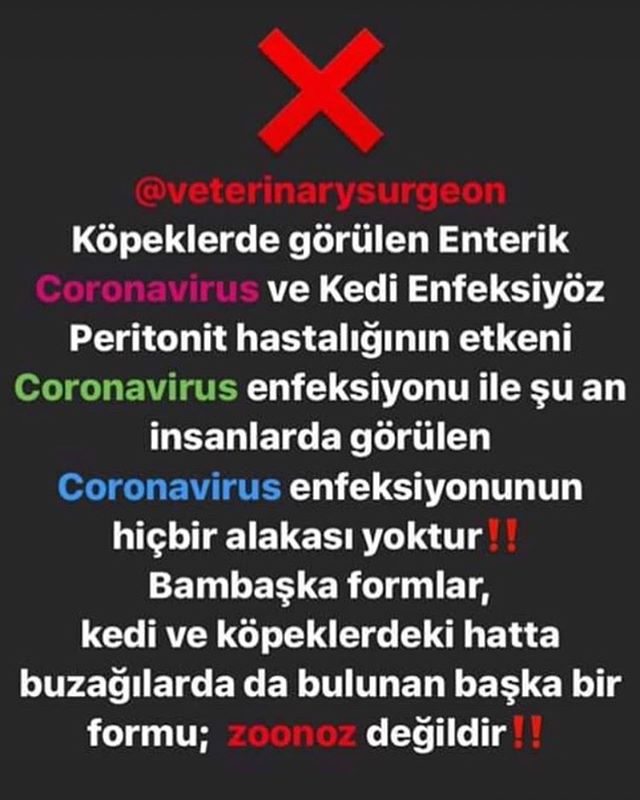 @veterinarysurgeon
Köpeklerde görülen Enterik
Coronavirus ve Kedi Enfeksiyöz
Peritonit hastalığının etkeni
Coronavirus enfeksiyonu ile şu an
insanlarda görülen
Coronavirus enfeksiyonunun
hiçbir alakası yoktur‼️
Bambaşka formlar,
kedi ve köpeklerdeki hatta
buzağılarda da bulunan başka bir
formu; zoonoz değildir‼️